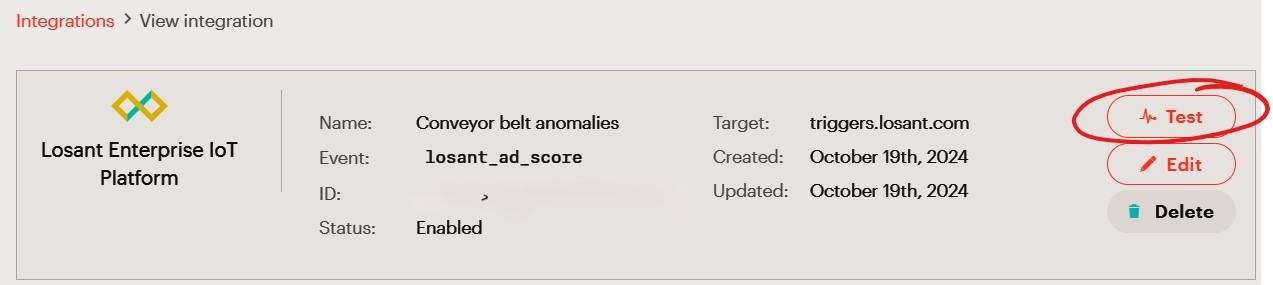 Integrations > View integration
Losant Enterprise IoT
Platform
Name: Conveyor belt anomalies
Event: losant_ad_score
ID:
Status: Enabled
Target: triggers.losant.com
Created: October 19th, 2024
Updated: October 19th, 2024
Test
Edit
Delete